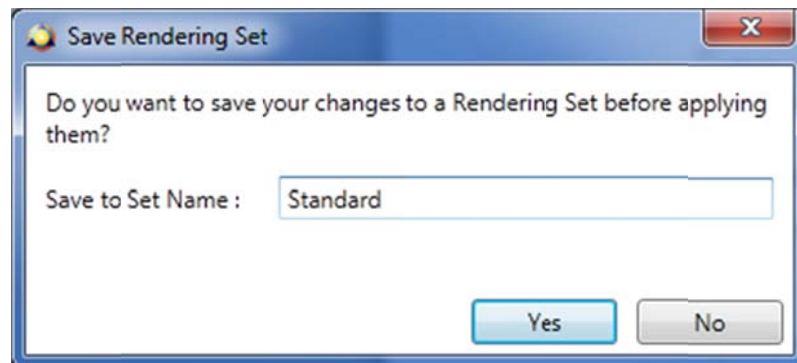 Save Rendering Set
Do you want to save your changes to a Rendering Set before applying
them?
Save to Set Name : Standard
Yes No